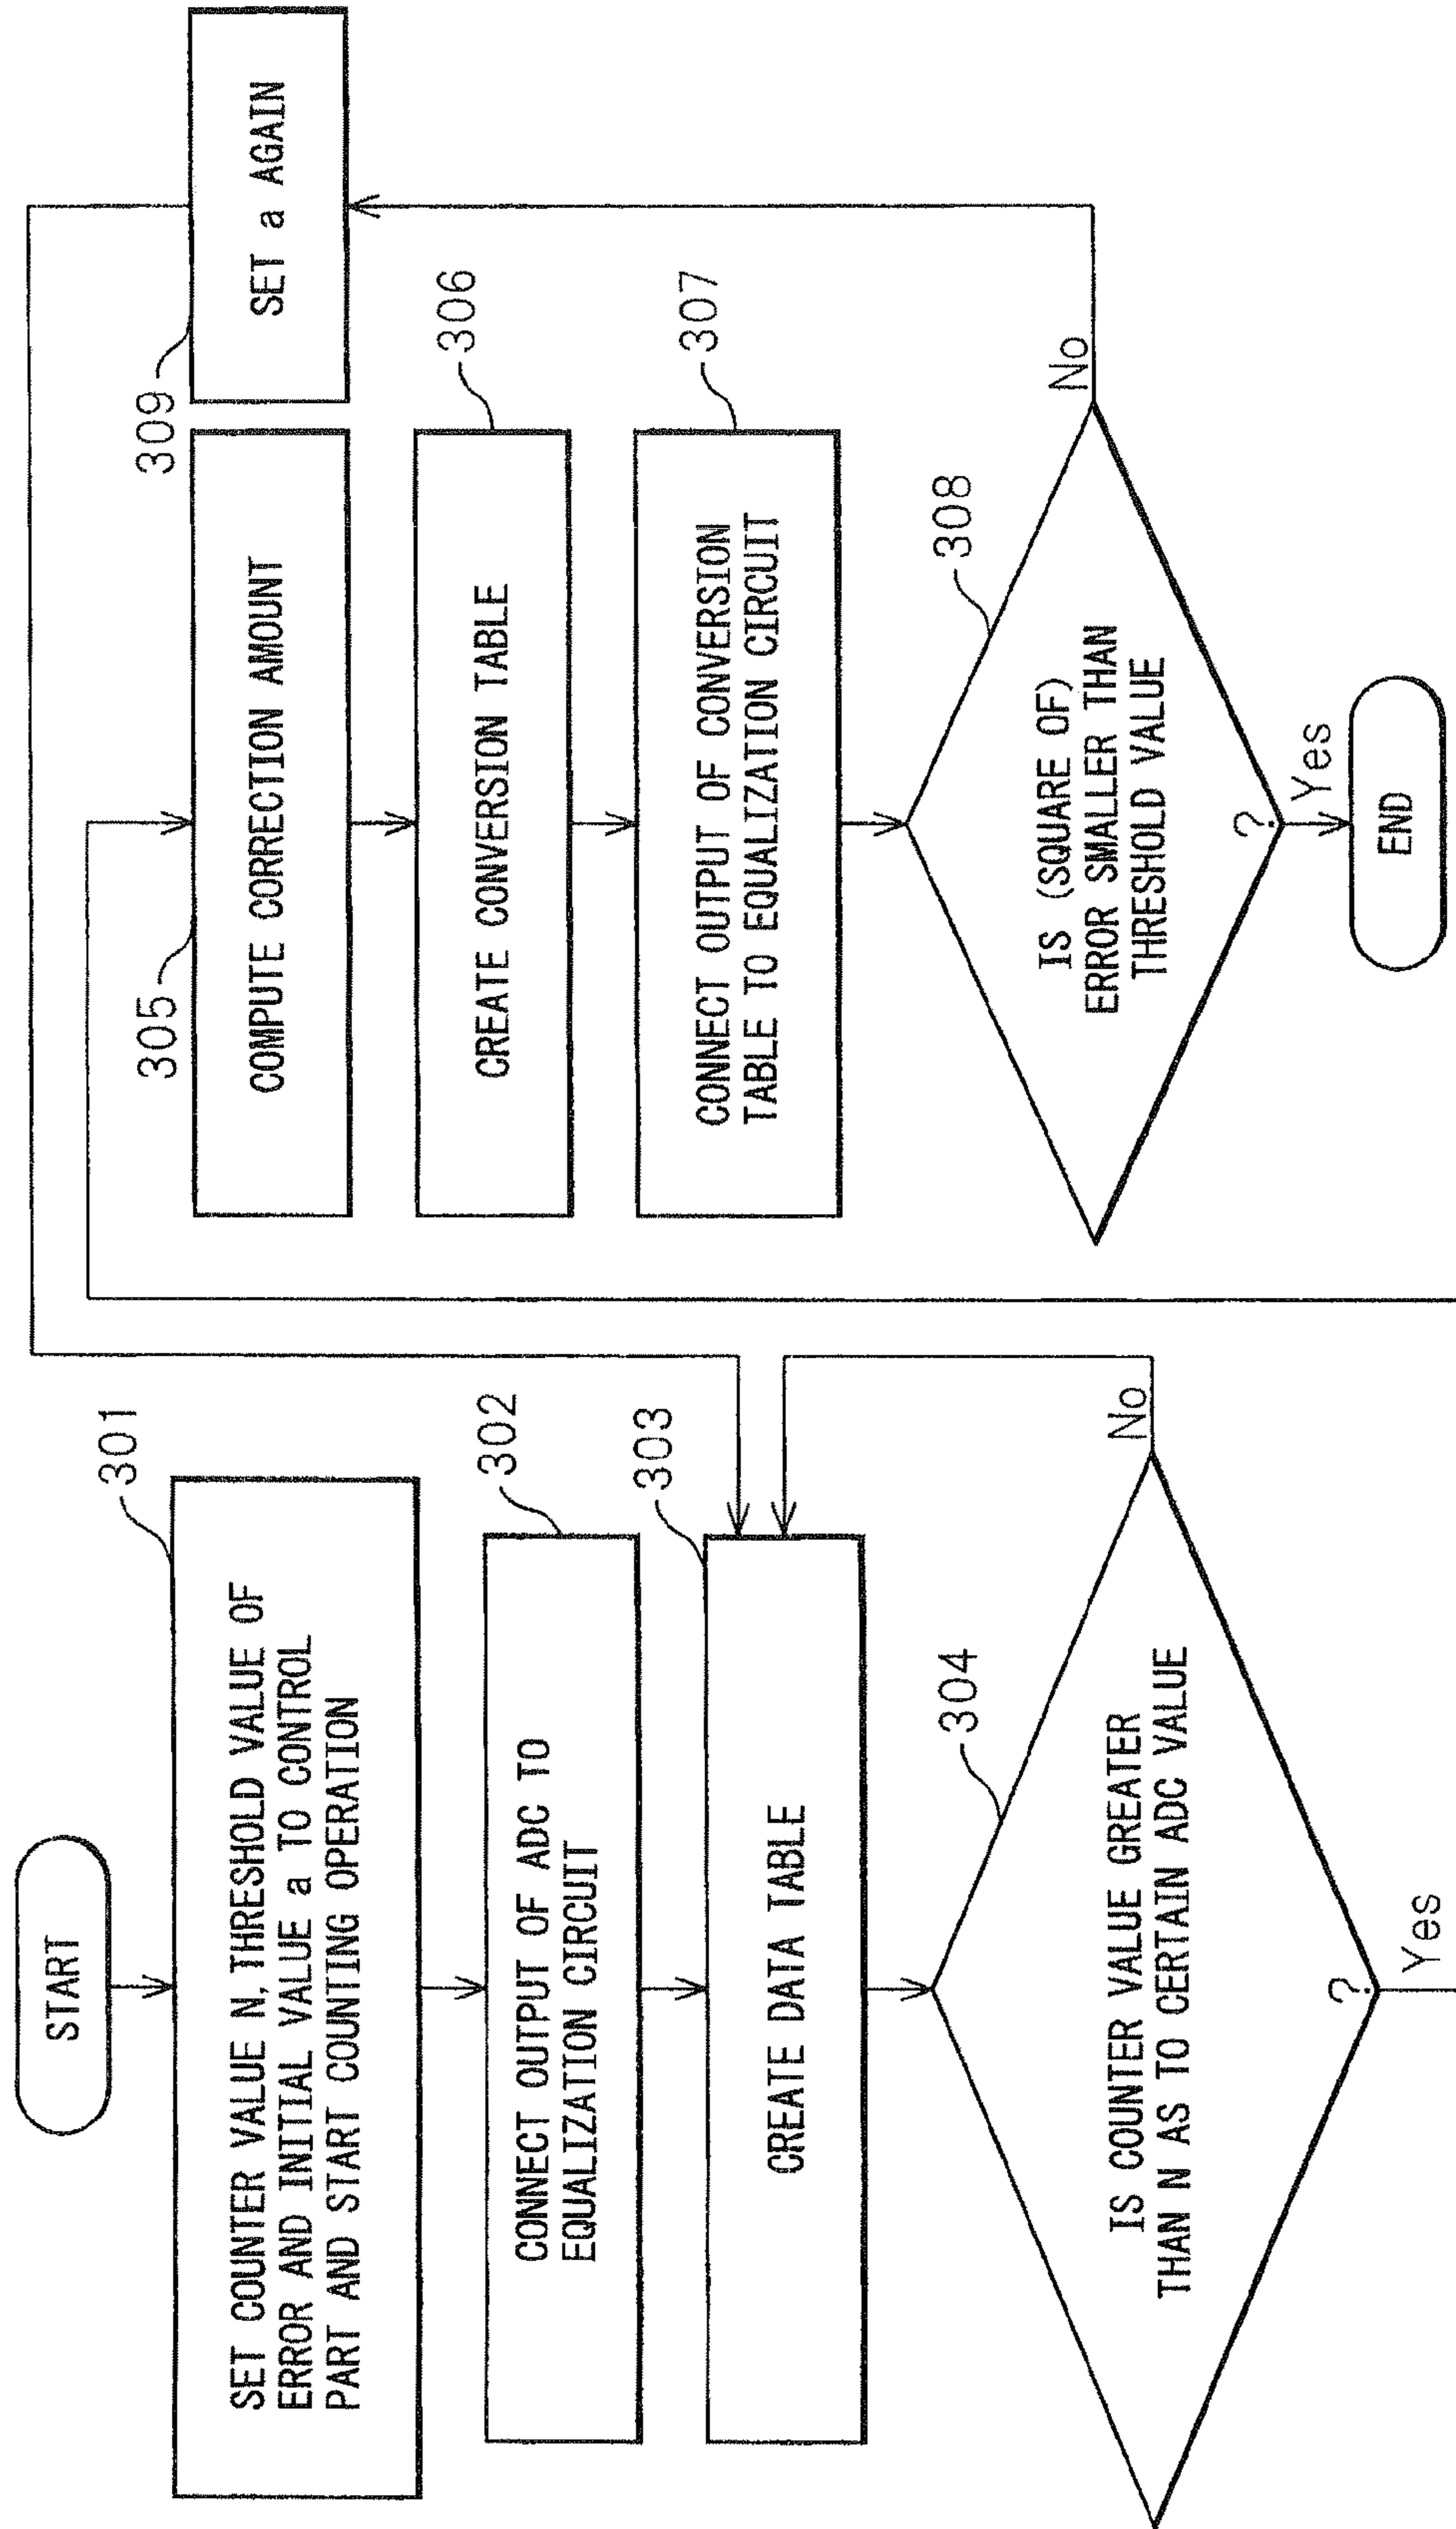 START
301
SET COUNTER VALUE N, THRESHOLD VALUE OF
ERROR AND INITIAL VALUE a TO CONTROL
PART AND START COUNTING OPERATION
302
CONNECT OUTPUT OF ADC TO
EQUALIZATION CIRCUIT
303
CREATE DATA TABLE
304
IS COUNTER VALUE GREATER
THAN N AS TO CERTAIN ADC VALUE
?
No
Yes
305
COMPUTE CORRECTION AMOUNT
306
CREATE CONVERSION TABLE
307
CONNECT OUTPUT OF CONVERSION
TABLE TO EQUALIZATION CIRCUIT
308
IS (SQUARE OF)
ERROR SMALLER THAN
THRESHOLD VALUE
?
No
Yes
END
309
SET a AGAIN